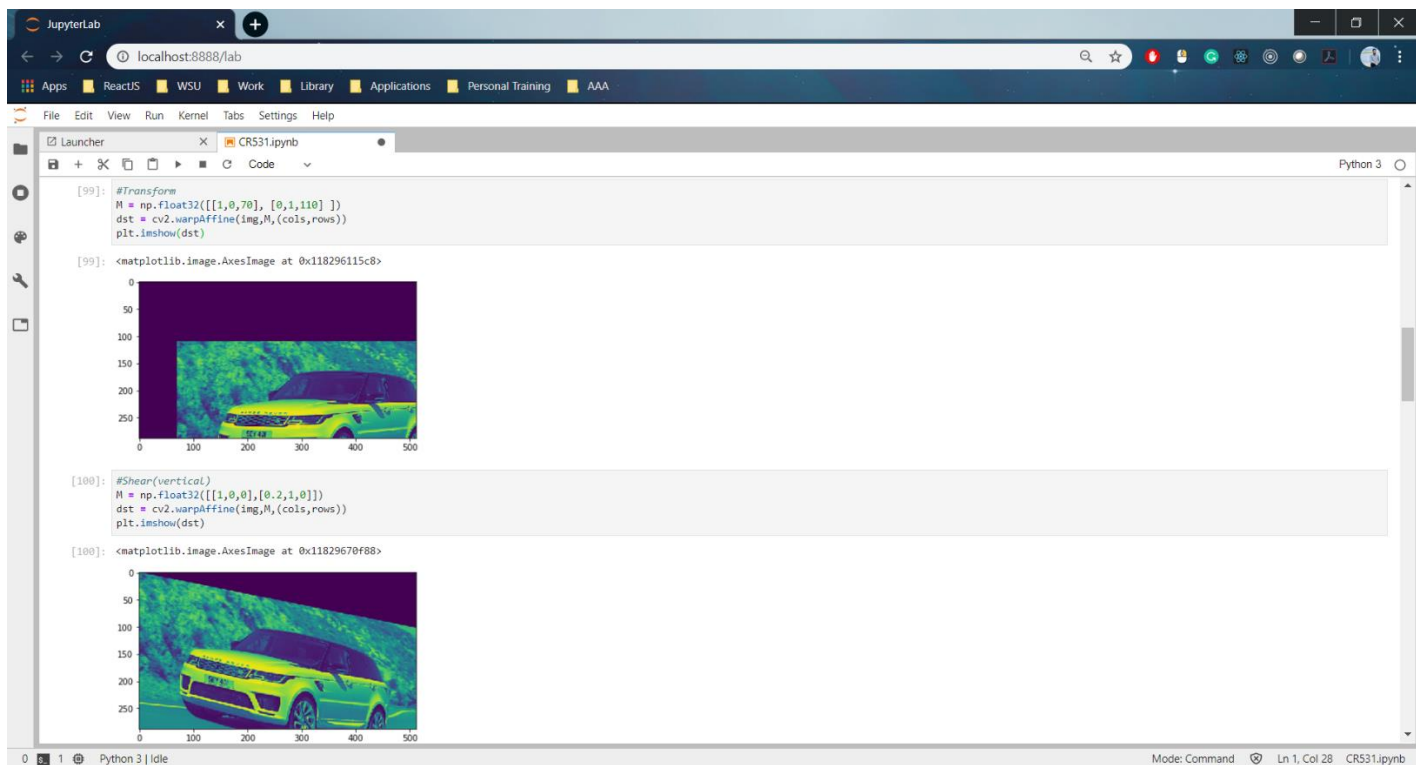 JupyterLab
localhost:8888/lab
Apps ReactJS WSU Work Library Applications Personal Training AAA
File Edit View Run Kernel Tabs Settings Help
Launcher CR531.ipynb
Code Python 3
[99]: #Transform
M = np.float32([[1,0,70], [0,1,110] ])
dst = cv2.warpAffine(img,M,(cols,rows))
plt.imshow(dst)
[99]: <matplotlib.image.AxesImage at 0x118296115c8>
0
50
100
150
200
250
0 100 200 300 400 500
[100]: #Shear(vertical)
M = np.float32([[1,0,0],[0.2,1,0]])
dst = cv2.warpAffine(img,M,(cols,rows))
plt.imshow(dst)
[100]: <matplotlib.image.AxesImage at 0x11829670f88>
0
50
100
150
200
250
0 100 200 300 400 500
0 1 Python 3 | Idle Mode: Command Ln 1, Col 28 CR531.ipynb